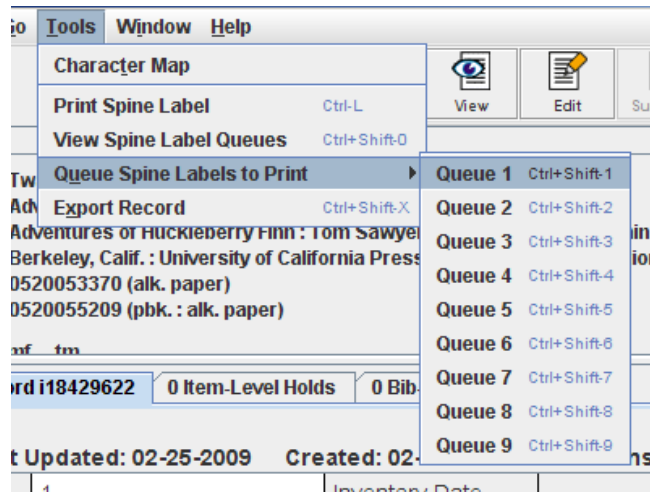 Go Tools Window Help
Character Map
Print Spine Label Ctrl-L
View Spine Label Queues Ctrl+Shift-0
Queue Spine Labels to Print
Export Record Ctrl+Shift-X
View Edit
Queue 1 Ctrl+Shift-1
Queue 2 Ctrl+Shift-2
Queue 3 Ctrl+Shift-3
Queue 4 Ctrl+Shift-4
Queue 5 Ctrl+Shift-5
Queue 6 Ctrl+Shift-6
Queue 7 Ctrl+Shift-7
Queue 8 Ctrl+Shift-8
Queue 9 Ctrl+Shift-9
Tw
Adv
Adventures of Huckleberry Finn : Tom Sawye
Berkeley, Calif. : University of California Press
0520053370 (alk. paper)
0520055209 (pbk. : alk. paper)
i18429622 0 Item-Level Holds 0 Bib-
Updated: 02-25-2009 Created: 02-
1 Inventory Date